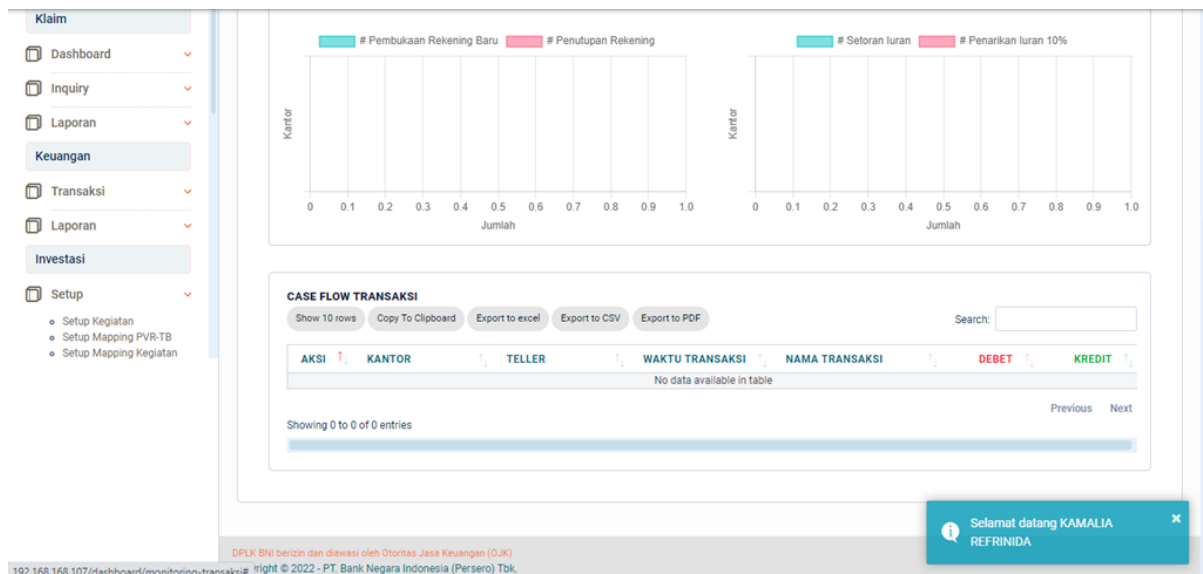 Klaim
Dashboard
Inquiry
Laporan
Keuangan
Transaksi
Laporan
Investasi
Setup
Setup Kegiatan
Setup Mapping PVR-TB
Setup Mapping Kegiatan
# Pembukaan Rekening Baru # Penutupan Rekening
Kantor
0 0.1 0.2 0.3 0.4 0.5 0.6 0.7 0.8 0.9 1.0
Jumlah
# Setoran Iuran # Penarikan Iuran 10%
Kantor
0 0.1 0.2 0.3 0.4 0.5 0.6 0.7 0.8 0.9 1.0
Jumlah
CASE FLOW TRANSAKSI
Show 10 rows Copy To Clipboard Export to excel Export to CSV Export to PDF Search:
AKSI KANTOR TELLER WAKTU TRANSAKSI NAMA TRANSAKSI DEBET KREDIT
No data available in table
Previous Next
Showing 0 to 0 of 0 entries
Selamat datang KAMALIA
REFRINIDA
×
DPLK BNI berizin dan diawasi oleh Otoritas Jasa Keuangan (OJK)
right © 2022 - PT. Bank Negara Indonesia (Persero) Tbk.
192.168.168.107/dashboard/monitoring-transaksi#